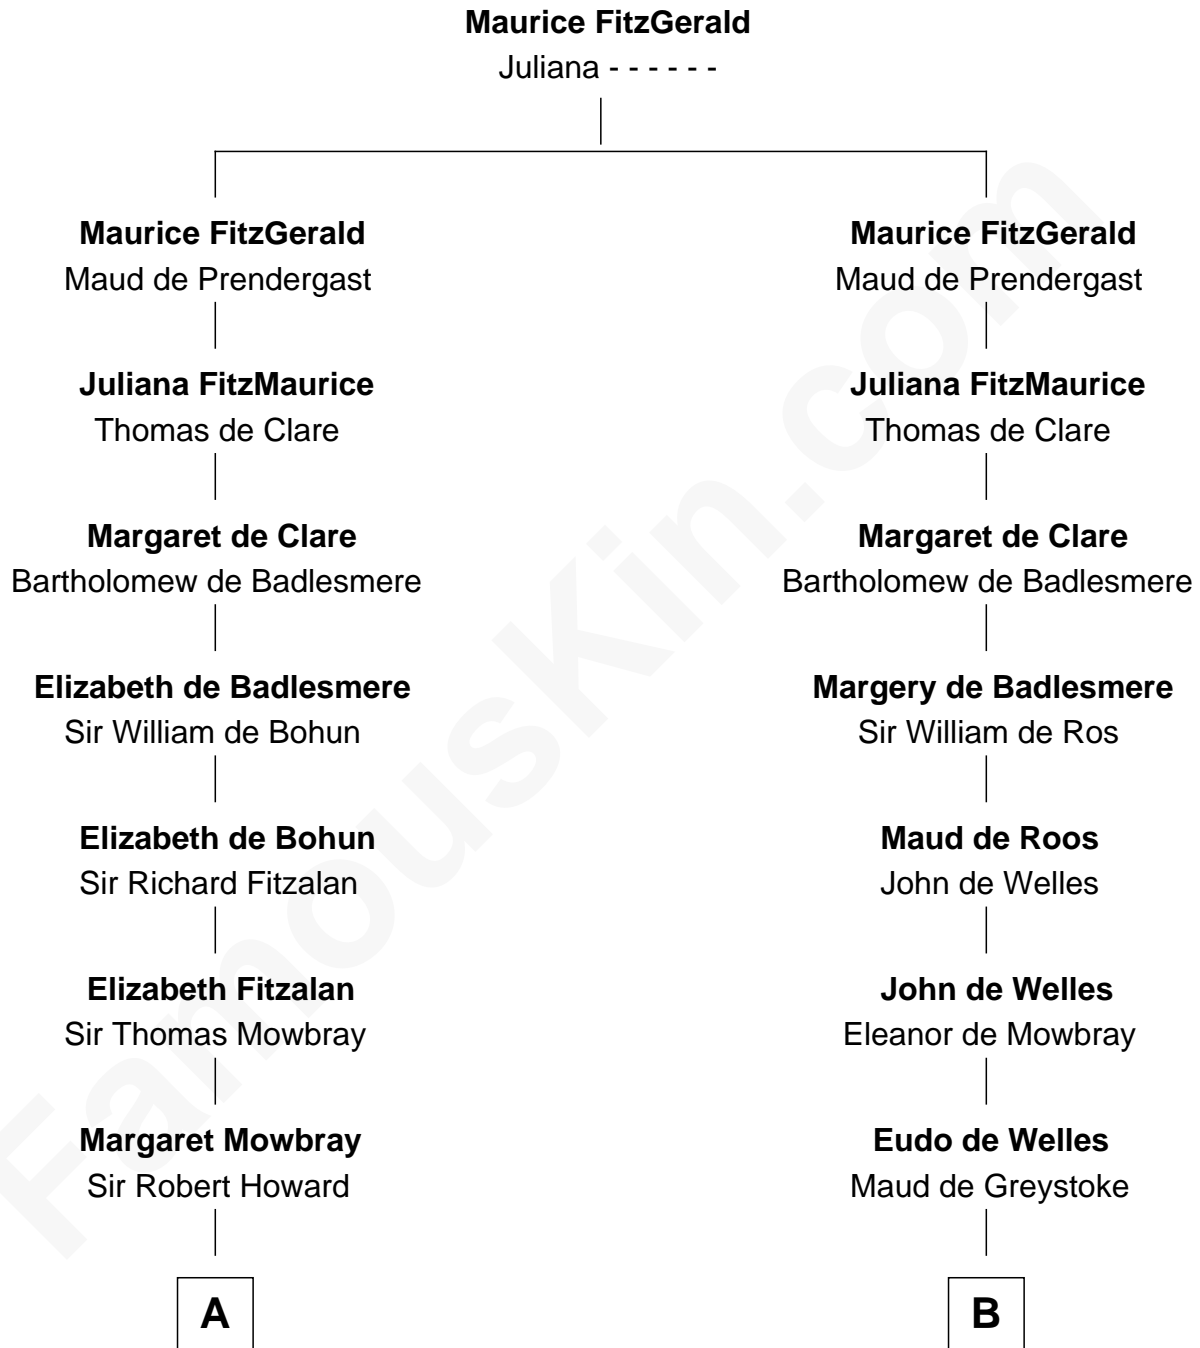 Maurice FitzGerald
Juliana - - - - - -
Maurice FitzGerald
Maud de Prendergast
Maurice FitzGerald
Maud de Prendergast
Juliana FitzMaurice
Thomas de Clare
Juliana FitzMaurice
Thomas de Clare
Margaret de Clare
Bartholomew de Badlesmere
Margaret de Clare
Bartholomew de Badlesmere
Elizabeth de Badlesmere
Sir William de Bohun
Margery de Badlesmere
Sir William de Ros
Elizabeth de Bohun
Sir Richard Fitzalan
Maud de Roos
John de Welles
Elizabeth Fitzalan
Sir Thomas Mowbray
John de Welles
Eleanor de Mowbray
Margaret Mowbray
Sir Robert Howard
Eudo de Welles
Maud de Greystoke
A
B
FamousKin.com